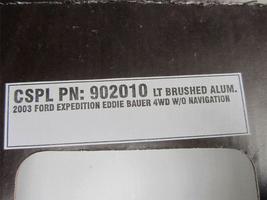 CSPL PN: 902010 LT BRUSHED ALUM.
2003 FORD EXPEDITION EDDIE BAUER 4WD W/O NAVIGATION